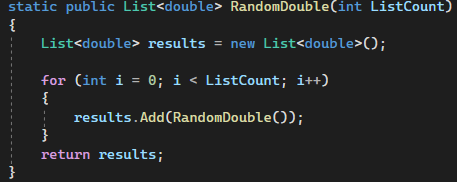 static public List<double> RandomDouble(int ListCount)
{
    List<double> results = new List<double>();

    for (int i = 0; i < ListCount; i++)
    {
        results.Add(RandomDouble());
    }
    return results;
}